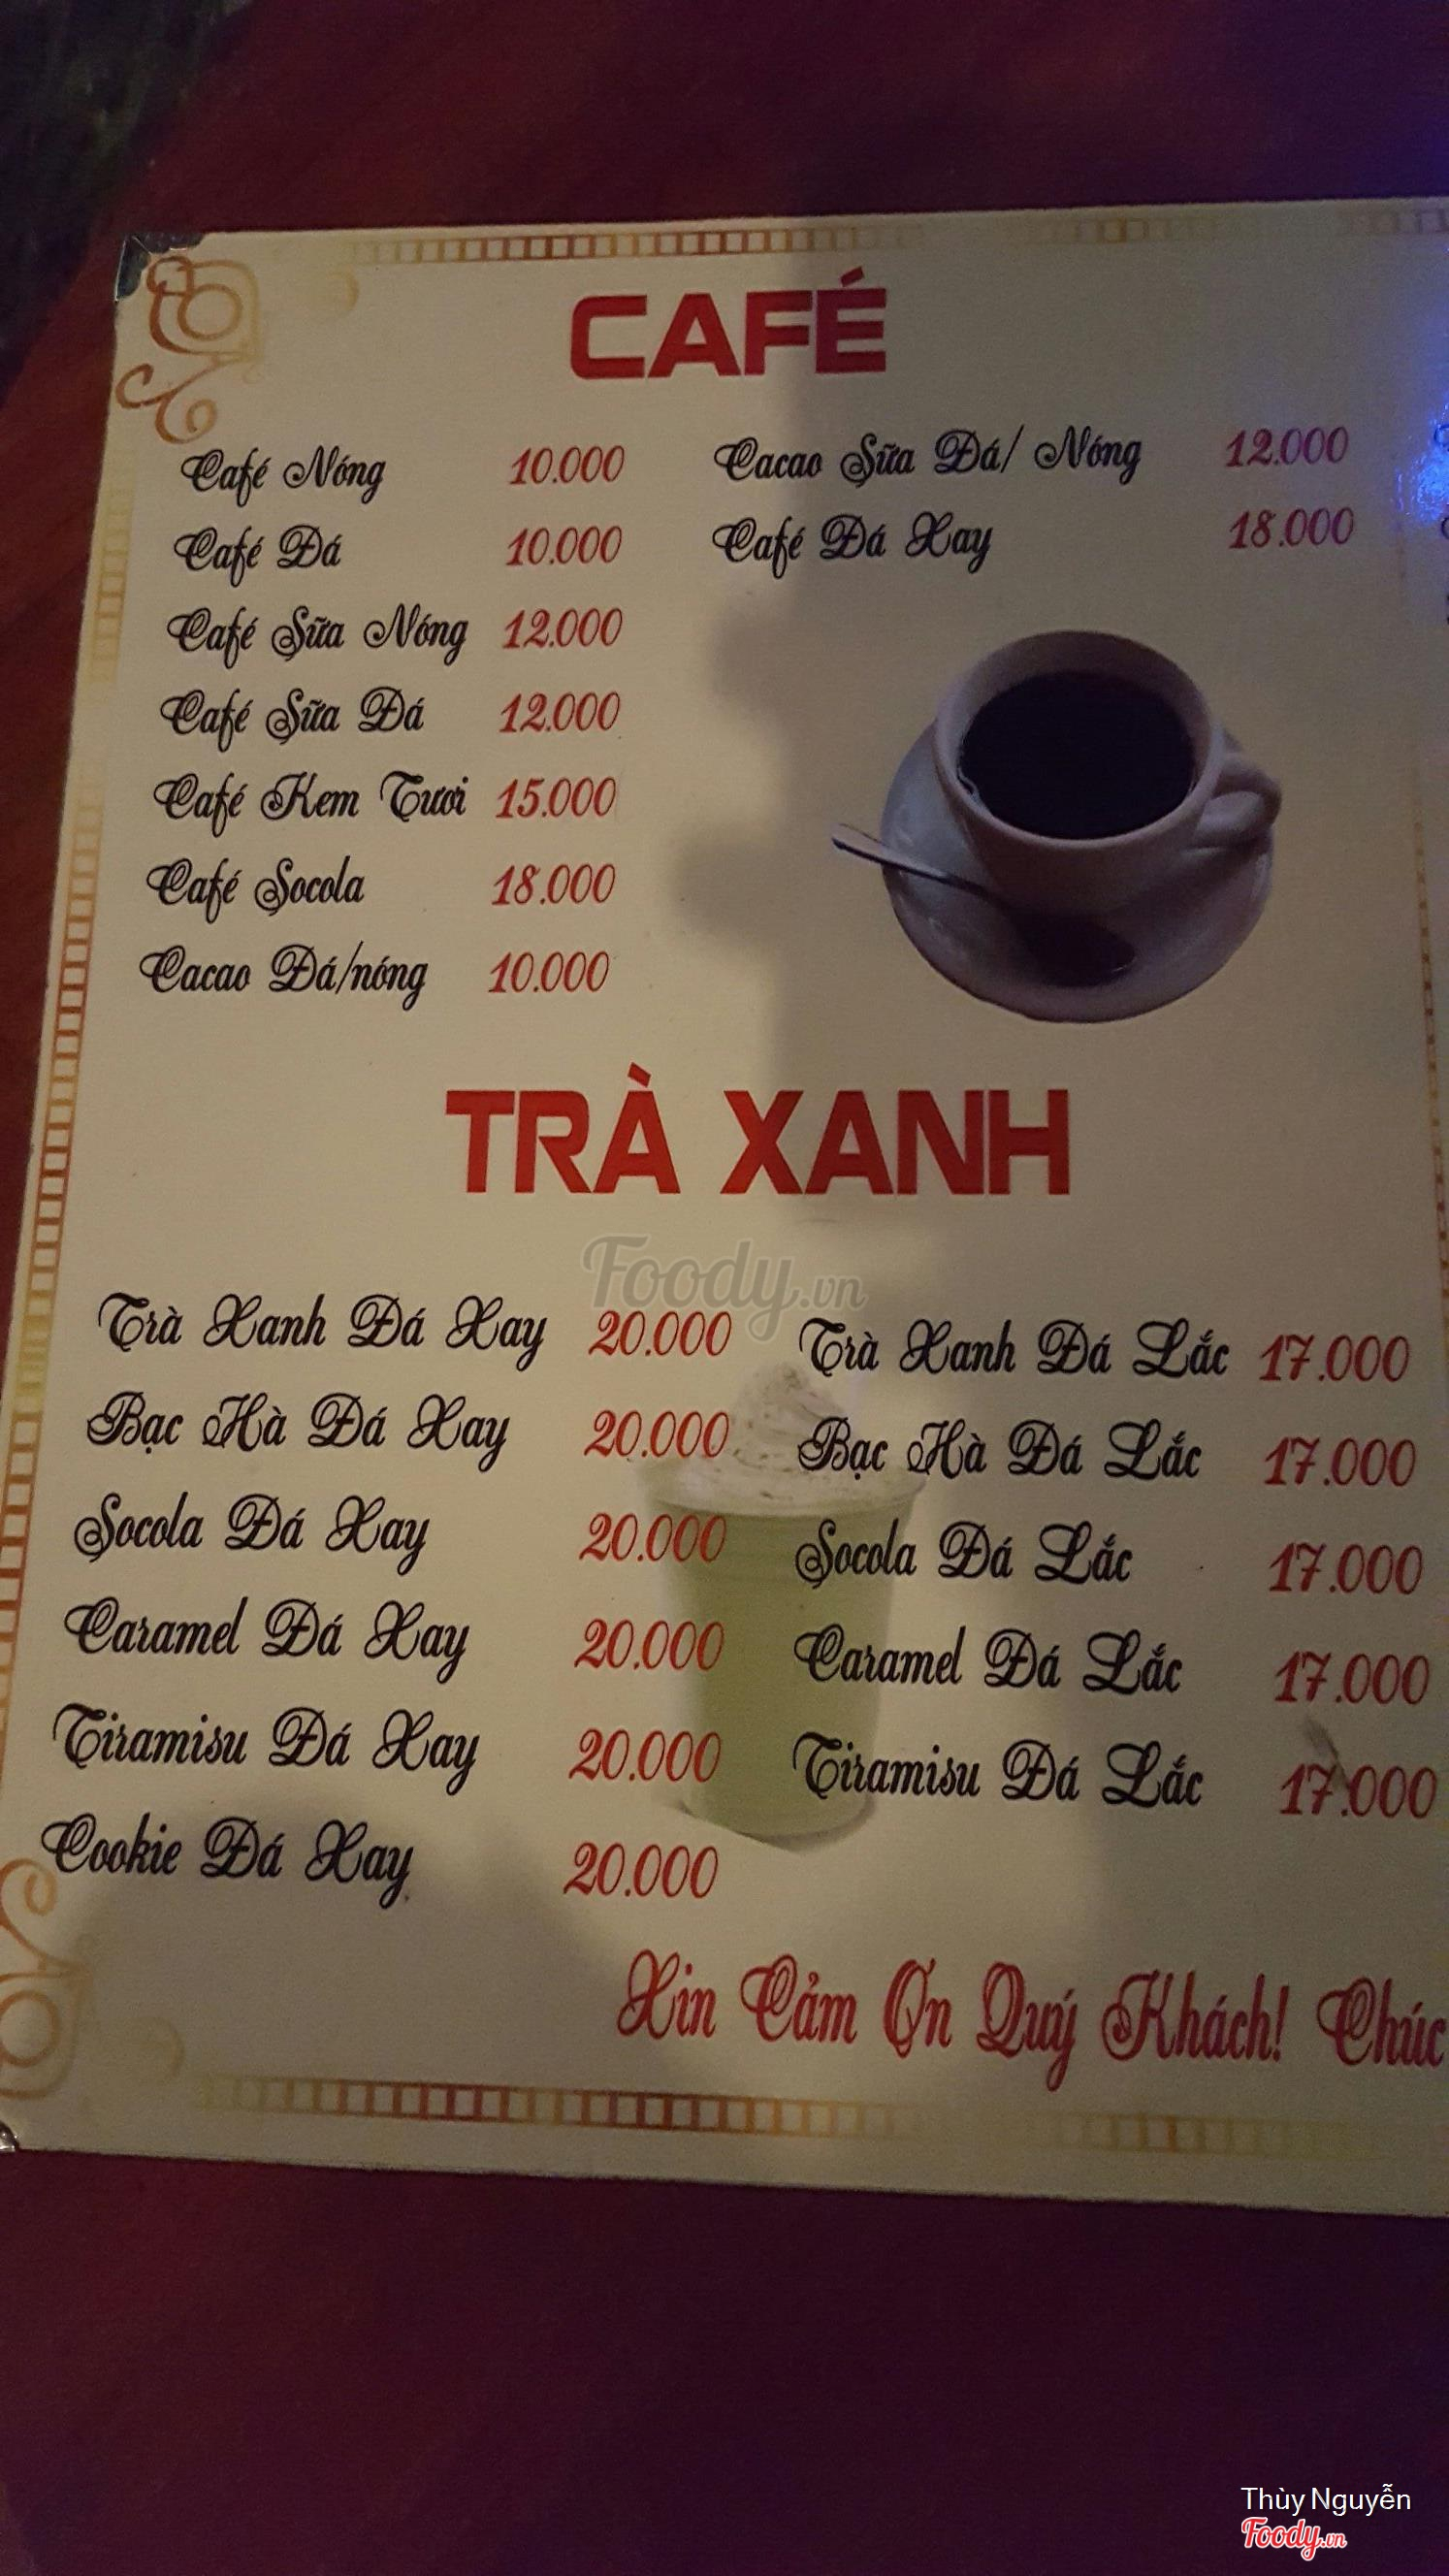 CAFÉ
Café Nóng 10.000
Café Đá 10.000
Café Sữa Nóng 12.000
Café Sữa Đá 12.000
Café Kem Tươi 15.000
Café Socola 18.000
Cacao Đá/nóng 10.000
Cacao Sữa Đá/ Nóng 12.000
Café Đá Xay 18.000
TRÀ XANH
Foody.vn
Trà Xanh Đá Xay 20.000
Bạc Hà Đá Xay 20.000
Socola Đá Xay 20.000
Caramel Đá Xay 20.000
Tiramisu Đá Xay 20.000
Cookie Đá Xay 20.000
Trà Xanh Đá Lắc 17.000
Bạc Hà Đá Lắc 17.000
Socola Đá Lắc 17.000
Caramel Đá Lắc 17.000
Tiramisu Đá Lắc 17.000
Xin Cảm Ơn Quý Khách! Chúc
Thùy Nguyễn
Foody.vn